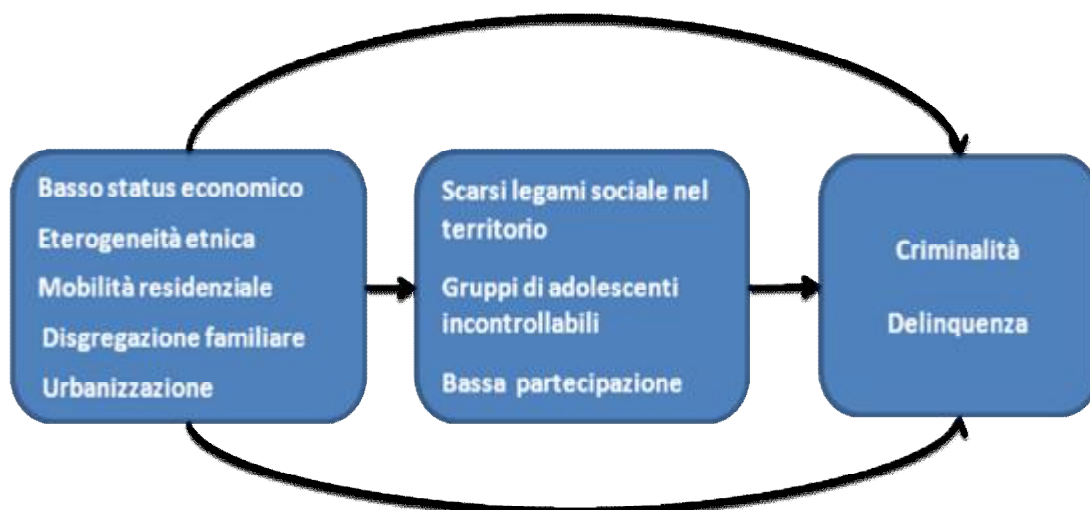 Basso status economico
Eterogeneità etnica
Mobilità residenziale
Disgregazione familiare
Urbanizzazione
Scarsi legami sociale nel
territorio
Gruppi di adolescenti
incontrollabili
Bassa partecipazione
Criminalità
Delinquenza